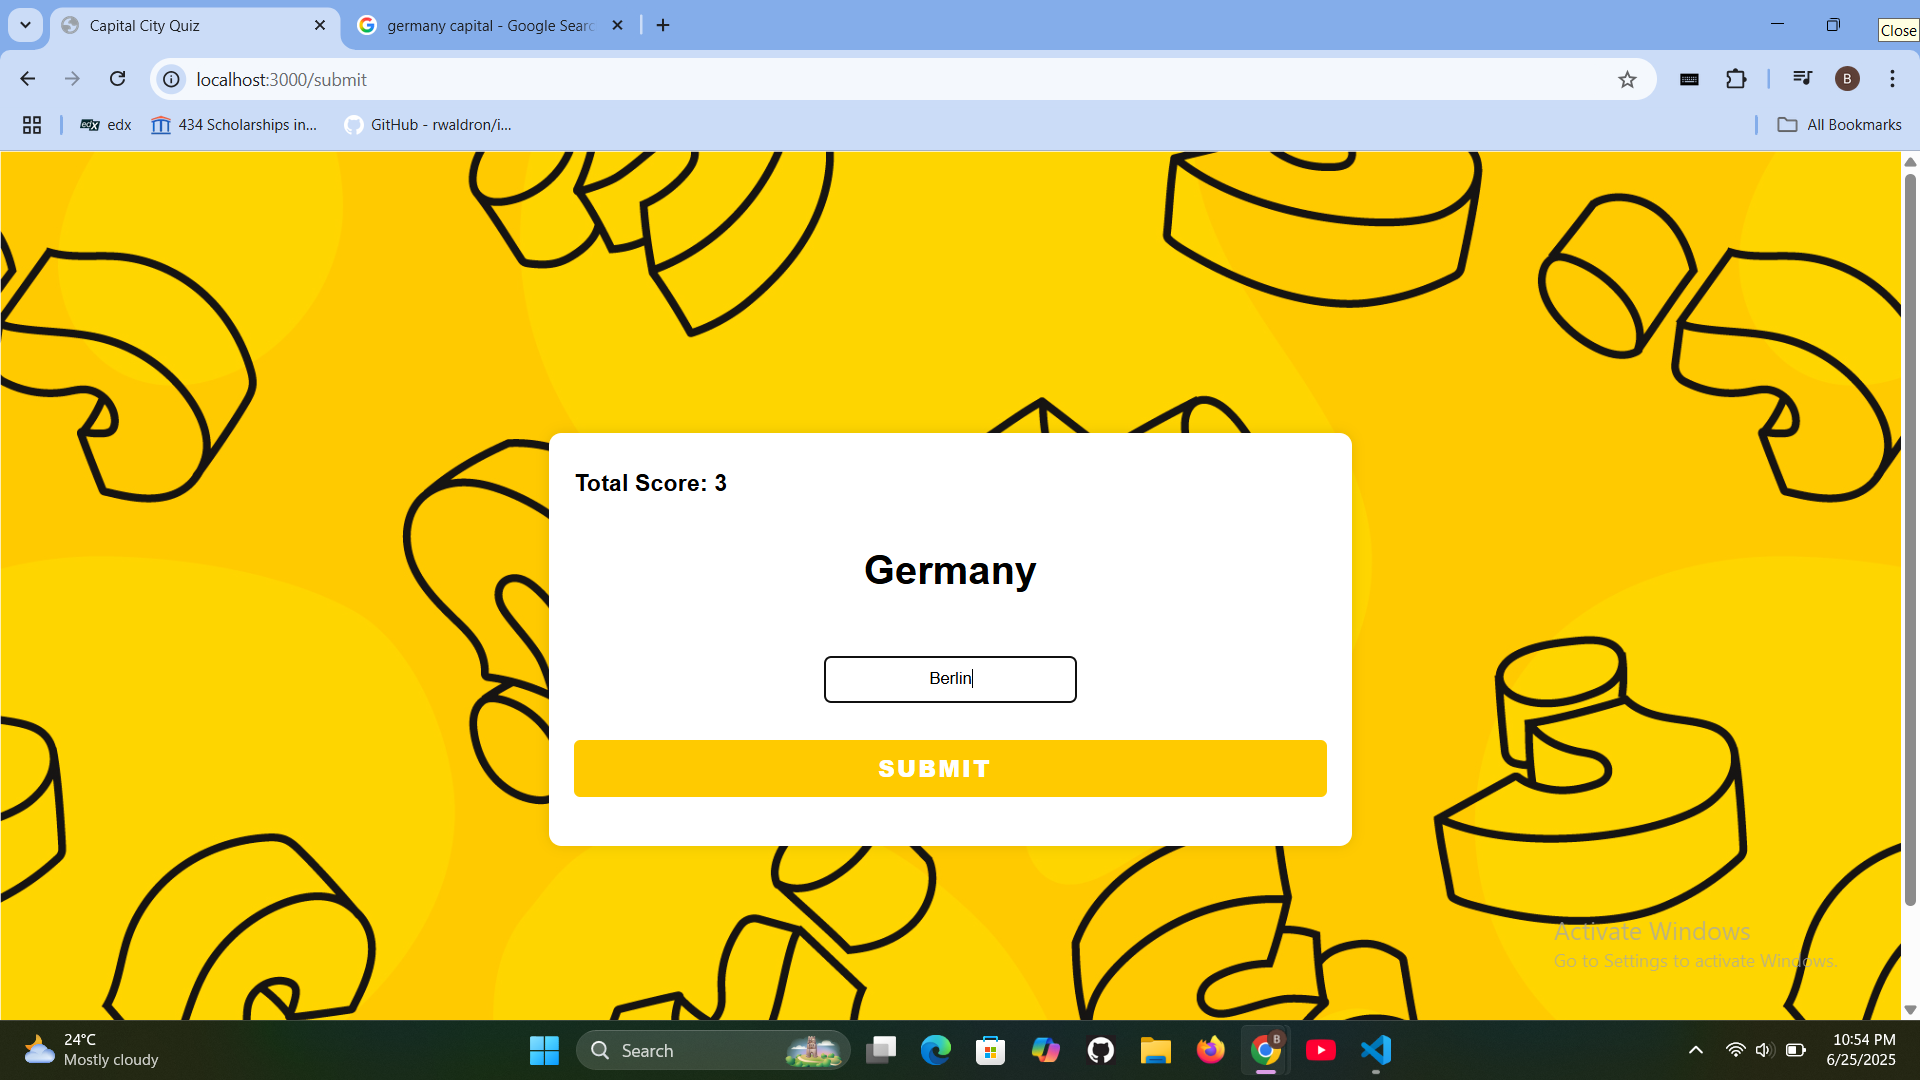 Capital City Quiz
germany capital - Google Searc
Close
localhost:3000/submit
B
edx
434 Scholarships in...
GitHub - rwaldron/i...
All Bookmarks
Total Score: 3
Germany
Berlin
SUBMIT
Activate Windows
Go to Settings to activate Windows.
24°C
Mostly cloudy
Search
B
10:54 PM
6/25/2025